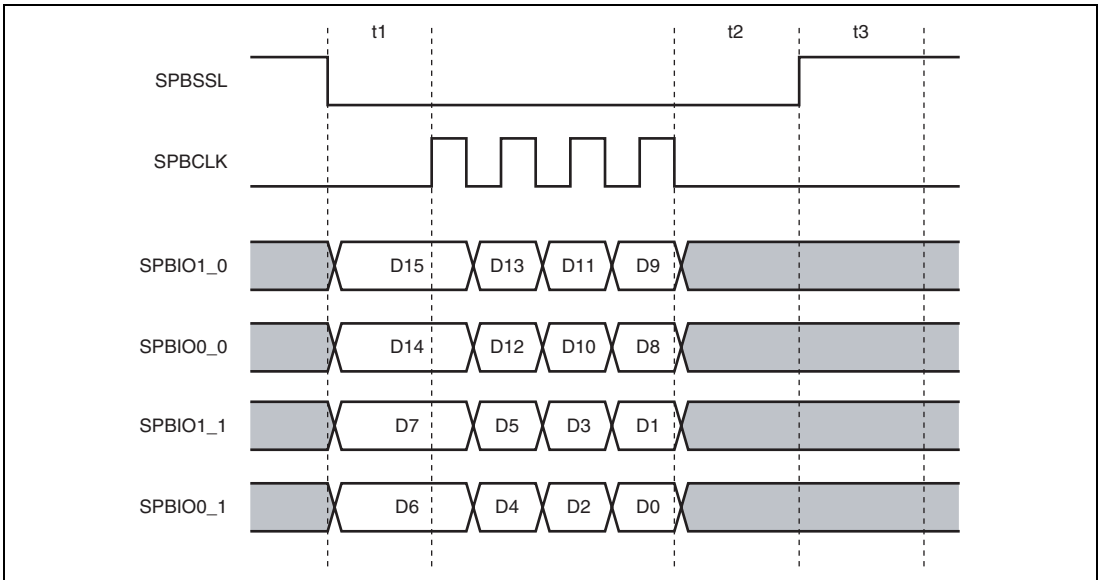 t1 t2 t3
SPBSSL
SPBCLK
SPBIO1_0 D15 D13 D11 D9
SPBIO0_0 D14 D12 D10 D8
SPBIO1_1 D7 D5 D3 D1
SPBIO0_1 D6 D4 D2 D0